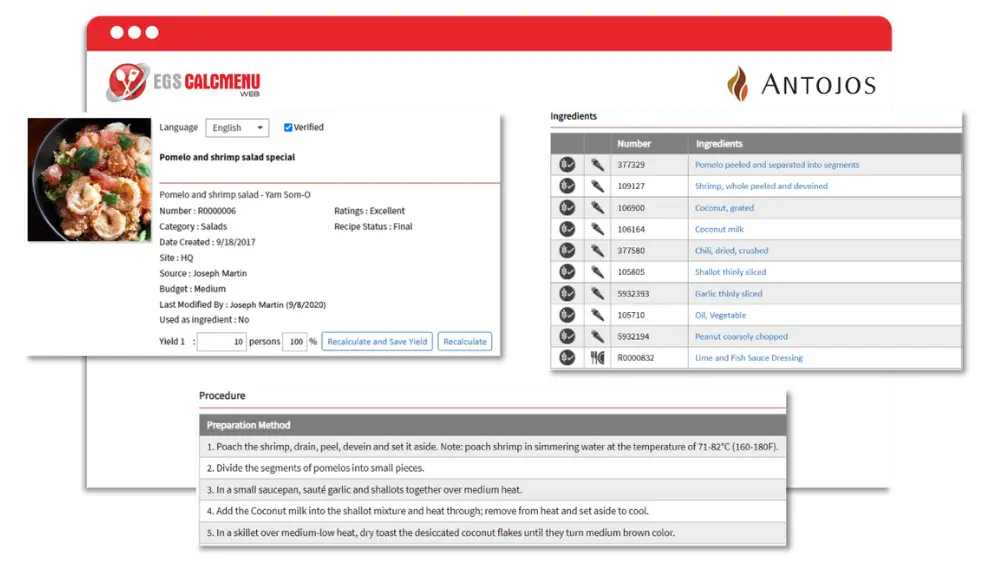 EGS CALCMENU
WEB
ANTOJOS
Language English Verified
Pomelo and shrimp salad special
Pomelo and shrimp salad - Yam Som-O
Number : R0000006 Ratings : Excellent
Category : Salads Recipe Status : Final
Date Created : 9/18/2017
Site : HQ
Source : Joseph Martin
Budget : Medium
Last Modified By : Joseph Martin (9/8/2020)
Used as ingredient : No
Yield 1 : 10 persons 100 % Recalculate and Save Yield Recalculate
Ingredients
Number Ingredients
377329 Pomelo peeled and separated into segments
109127 Shrimp, whole peeled and deveined
106900 Coconut, grated
106164 Coconut milk
377580 Chili, dried, crushed
105805 Shallot thinly sliced
5932393 Garlic thinly sliced
105710 Oil, Vegetable
5932194 Peanut coarsely chopped
R0000832 Lime and Fish Sauce Dressing
Procedure
Preparation Method
1. Poach the shrimp, drain, peel, devein and set it aside. Note: poach shrimp in simmering water at the temperature of 71-82°C (160-180F).
2. Divide the segments of pomelos into small pieces.
3. In a small saucepan, sauté garlic and shallots together over medium heat.
4. Add the Coconut milk into the shallot mixture and heat through; remove from heat and set aside to cool.
5. In a skillet over medium-low heat, dry toast the desiccated coconut flakes until they turn medium brown color.